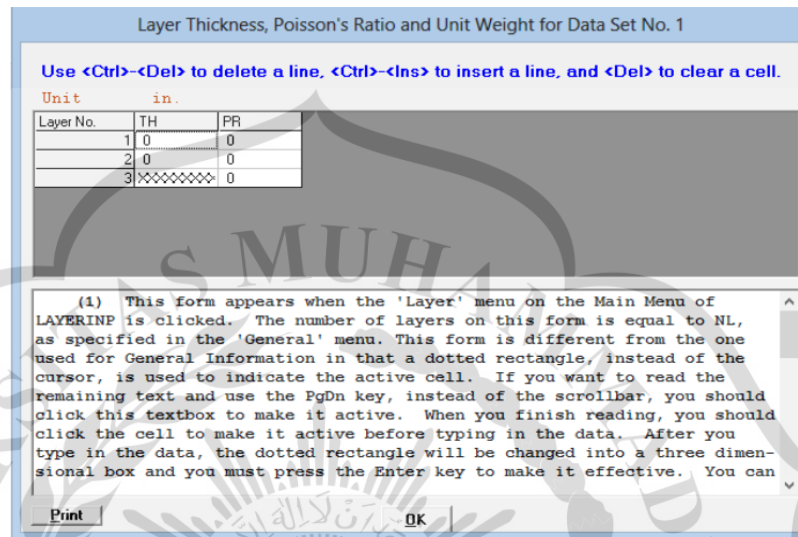 Layer Thickness, Poisson's Ratio and Unit Weight for Data Set No. 1
Use <Ctrl>-<Del> to delete a line, <Ctrl>-<Ins> to insert a line, and <Del> to clear a cell.
Unit in.
Layer No. TH PR
1 0 0
2 0 0
3 XXXXXXXX 0
(1) This form appears when the 'Layer' menu on the Main Menu of
LAYERINP is clicked. The number of layers on this form is equal to NL,
as specified in the 'General' menu. This form is different from the one
used for General Information in that a dotted rectangle, instead of the
cursor, is used to indicate the active cell. If you want to read the
remaining text and use the PgDn key, instead of the scrollbar, you should
click this textbox to make it active. When you finish reading, you should
click the cell to make it active before typing in the data. After you
type in the data, the dotted rectangle will be changed into a three dimen-
sional box and you must press the Enter key to make it effective. You can
Print OK
ITAS MUHAMMAD